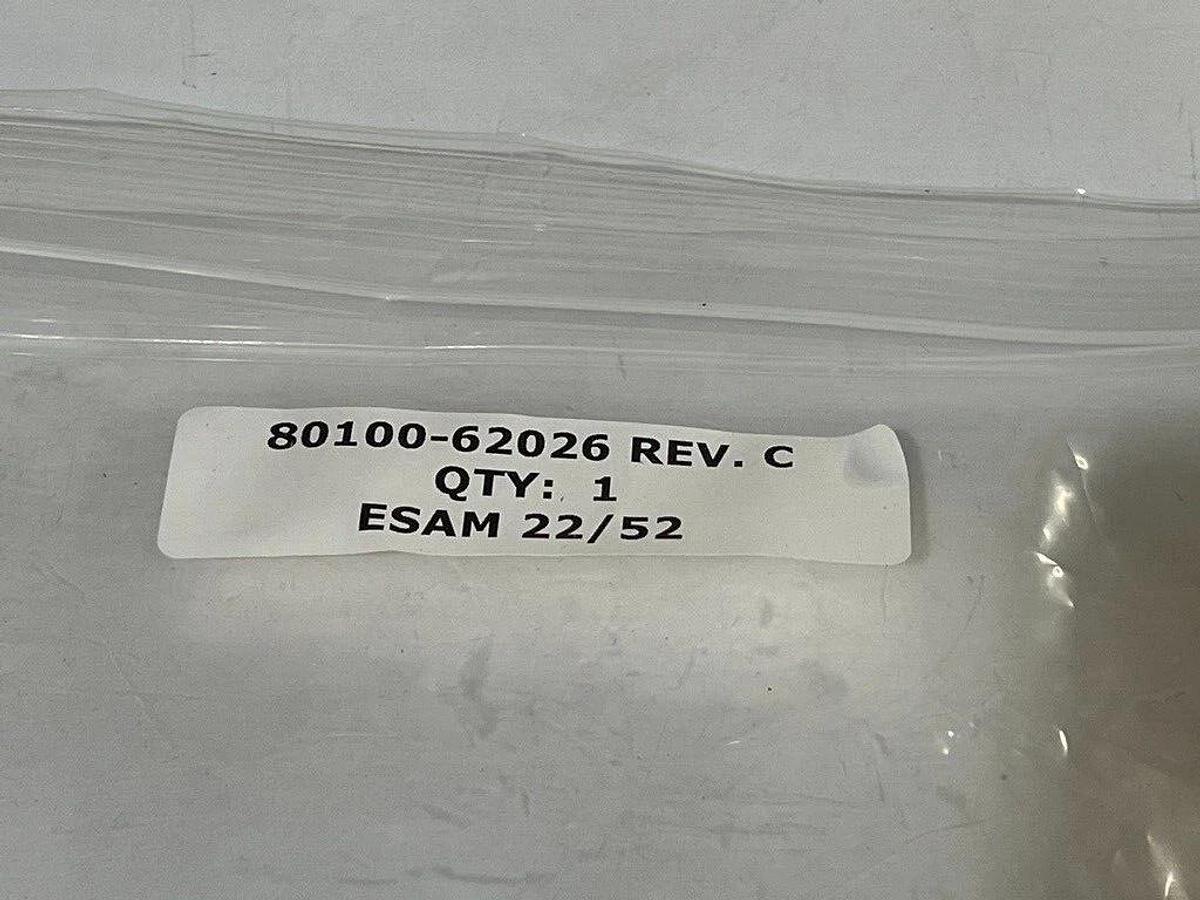 80100-62026 REV. C
QTY: 1
ESAM 22/52